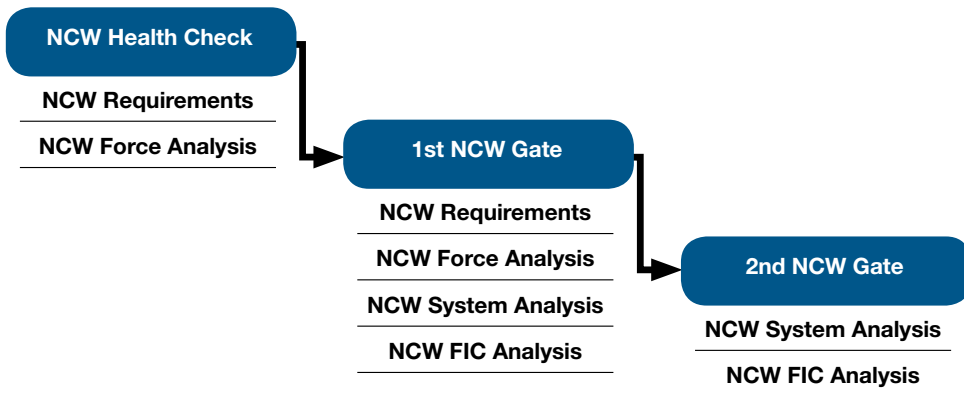 NCW Health Check
NCW Requirements
NCW Force Analysis
1st NCW Gate
NCW Requirements
NCW Force Analysis
NCW System Analysis
NCW FIC Analysis
2nd NCW Gate
NCW System Analysis
NCW FIC Analysis